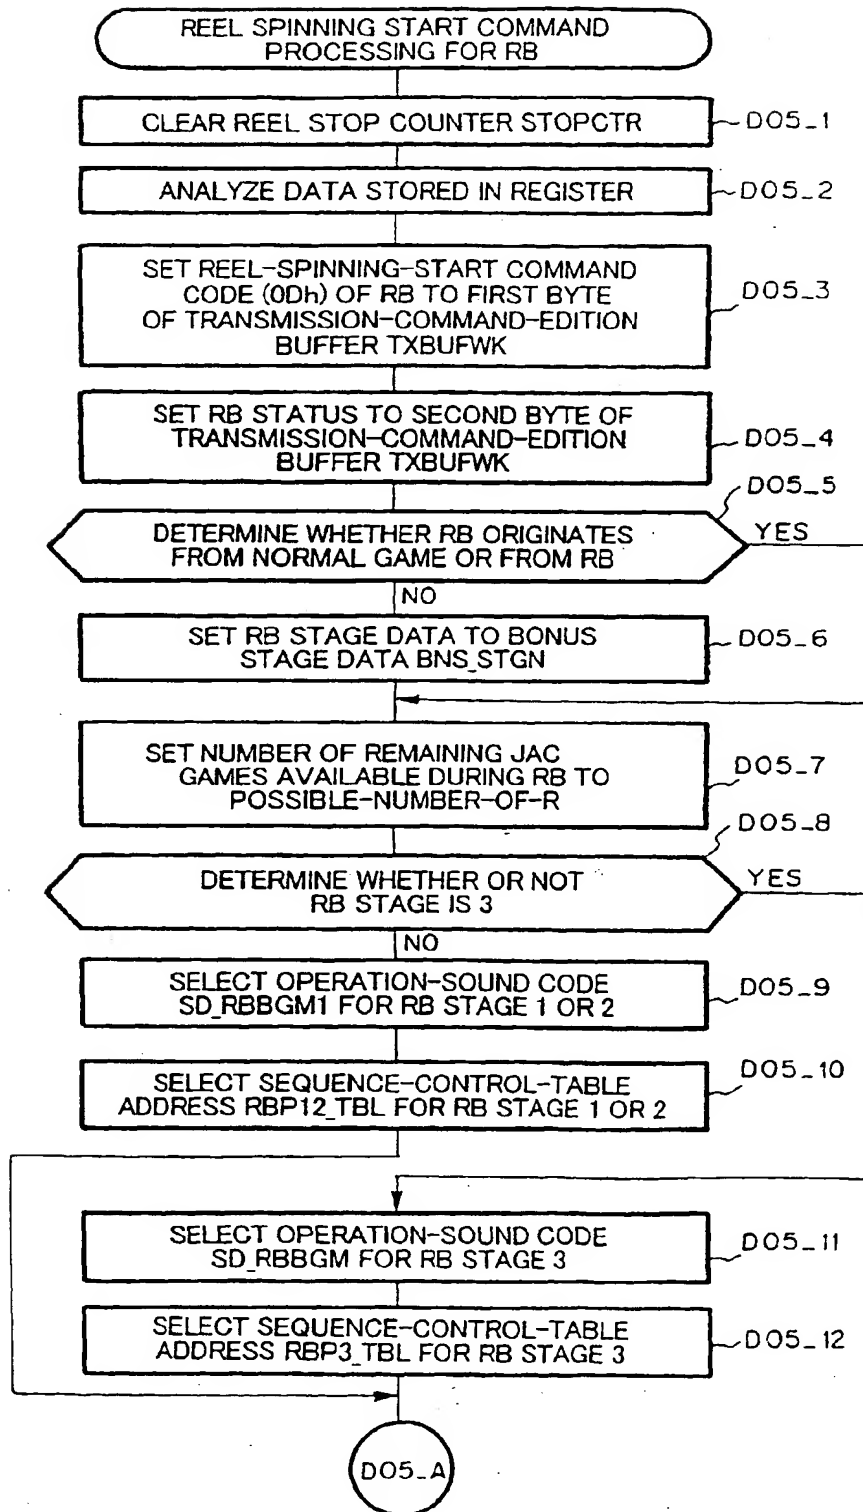 REEL SPINNING START COMMAND
PROCESSING FOR RB
CLEAR REEL STOP COUNTER STOPCTR
D05_1
ANALYZE DATA STORED IN REGISTER
D05_2
SET REEL-SPINNING-START COMMAND
CODE (0Dh) OF RB TO FIRST BYTE
OF TRANSMISSION-COMMAND-EDITION
BUFFER TXBUFWK
D05_3
SET RB STATUS TO SECOND BYTE OF
TRANSMISSION-COMMAND-EDITION
BUFFER TXBUFWK
D05_4
D05_5
DETERMINE WHETHER RB ORIGINATES
FROM NORMAL GAME OR FROM RB
YES
NO
SET RB STAGE DATA TO BONUS
STAGE DATA BNS_STGN
D05_6
SET NUMBER OF REMAINING JAC
GAMES AVAILABLE DURING RB TO
POSSIBLE-NUMBER-OF-R
D05_7
D05_8
DETERMINE WHETHER OR NOT
RB STAGE IS 3
YES
NO
SELECT OPERATION-SOUND CODE
SD_RBBGM1 FOR RB STAGE 1 OR 2
D05_9
SELECT SEQUENCE-CONTROL-TABLE
ADDRESS RBP12_TBL FOR RB STAGE 1 OR 2
D05_10
SELECT OPERATION-SOUND CODE
SD_RBBGM FOR RB STAGE 3
D05_11
SELECT SEQUENCE-CONTROL-TABLE
ADDRESS RBP3_TBL FOR RB STAGE 3
D05_12
D05_A